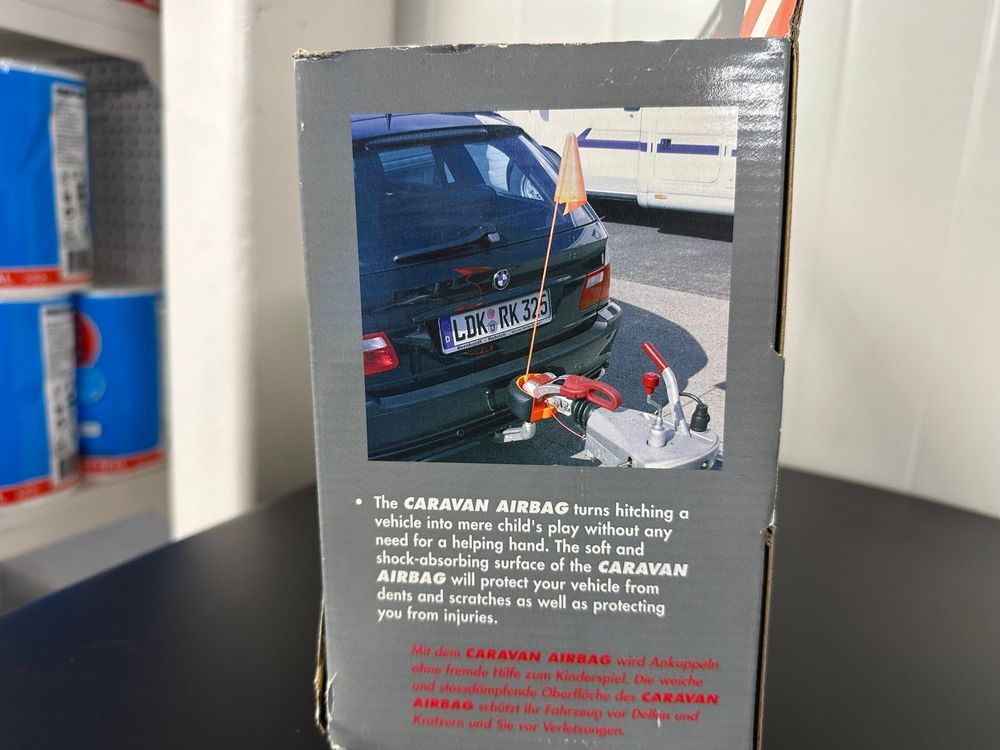 LDK RK 325
• The CARAVAN AIRBAG turns hitching a
vehicle into mere child's play without any
need for a helping hand. The soft and
shock-absorbing surface of the CARAVAN
AIRBAG will protect your vehicle from
dents and scratches as well as protecting
you from injuries.
Mit dem CARAVAN AIRBAG wird Ankuppeln
ohne fremde Hilfe zum Kinderspiel. Die weiche
und stossdämpfende Oberfläche des CARAVAN
AIRBAG schützt Ihr Fahrzeug vor Dellen und
Kratzern und Sie vor Verletzungen.